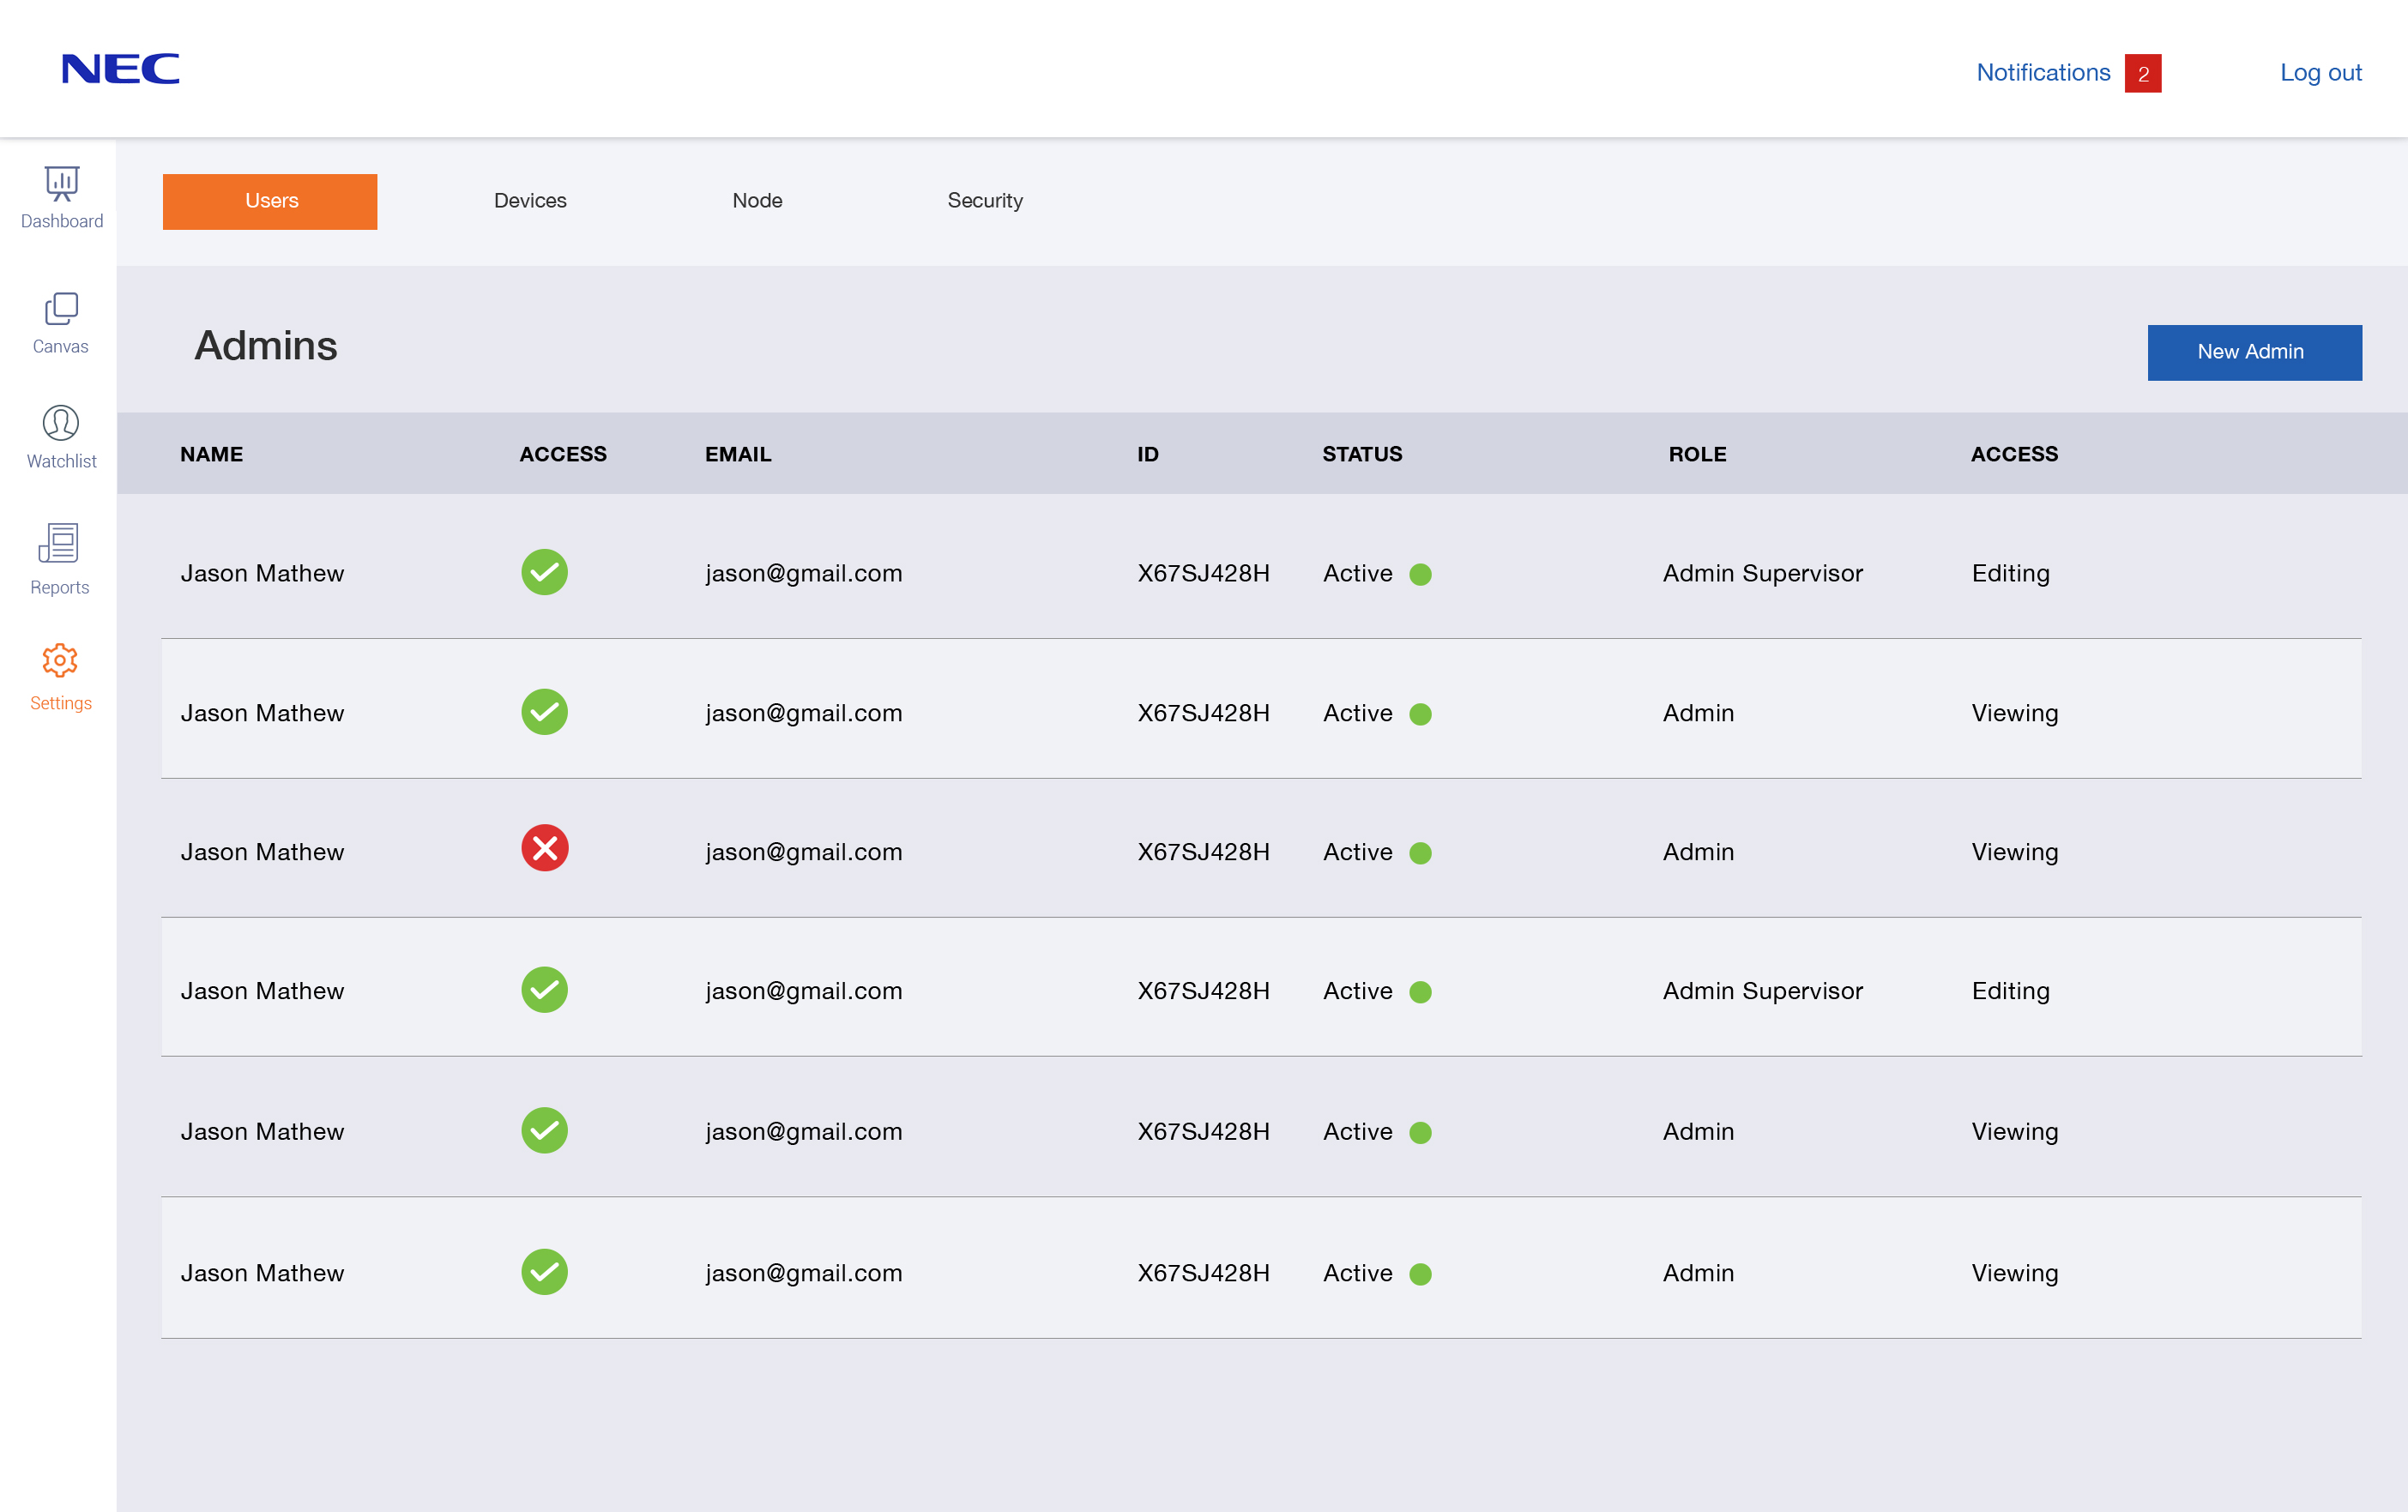 NEC
Notifications 2 Log out
Dashboard
Canvas
Watchlist
Reports
Settings
Users Devices Node Security
Admins
New Admin
NAME ACCESS EMAIL ID STATUS ROLE ACCESS
Jason Mathew jason@gmail.com X67SJ428H Active Admin Supervisor Editing
Jason Mathew jason@gmail.com X67SJ428H Active Admin Viewing
Jason Mathew jason@gmail.com X67SJ428H Active Admin Viewing
Jason Mathew jason@gmail.com X67SJ428H Active Admin Supervisor Editing
Jason Mathew jason@gmail.com X67SJ428H Active Admin Viewing
Jason Mathew jason@gmail.com X67SJ428H Active Admin Viewing